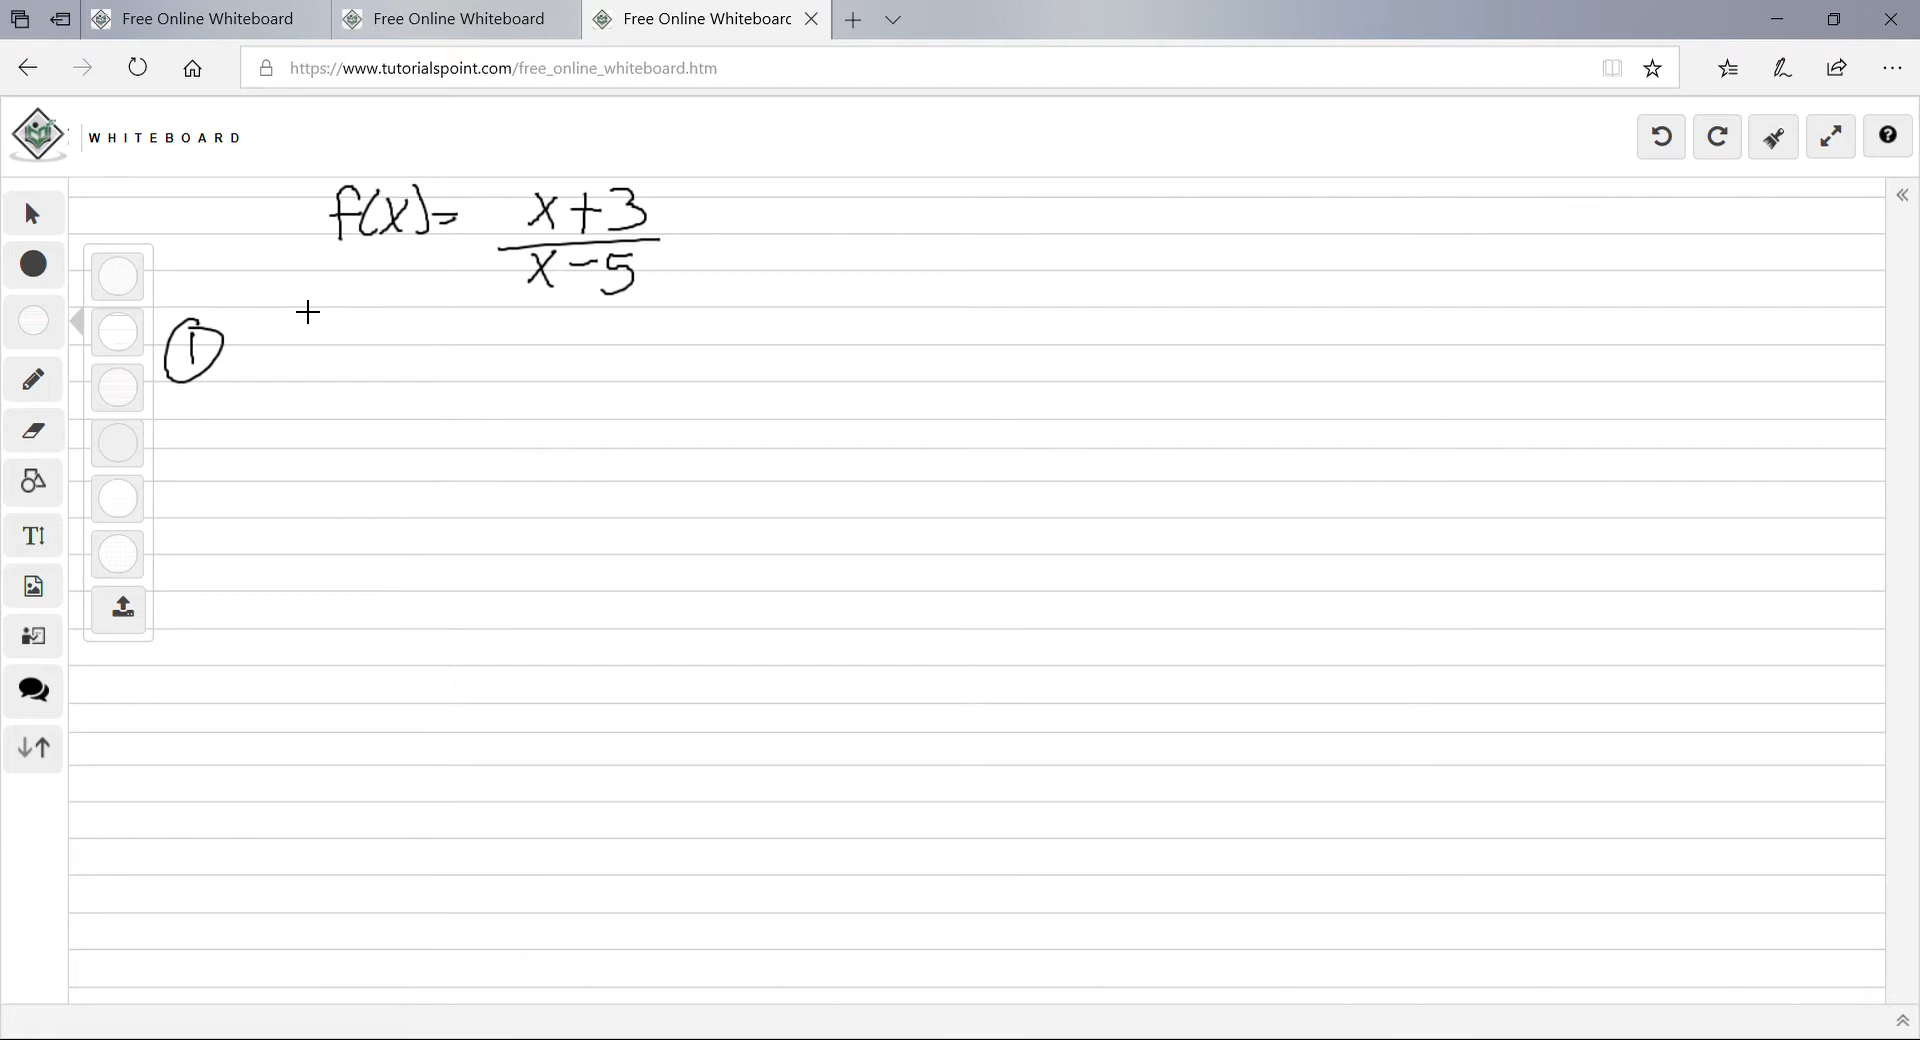 Free Online Whiteboard
Free Online Whiteboard
Free Online Whiteboarc
https://www.tutorialspoint.com/free_online_whiteboard.htm
WHITEBOARD
f(x)= x+3
x-5
1
T